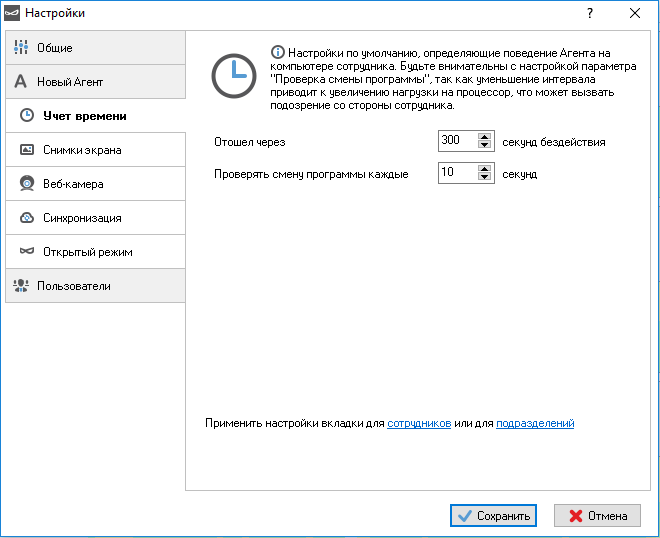 Настройки
?
Общие
Новый Агент
Учет времени
Снимки экрана
Веб-камера
Синхронизация
Открытый режим
Пользователи
Настройки по умолчанию, определяющие поведение Агента на
компьютере сотрудника. Будьте внимательны с настройкой параметра
"Проверка смены программы", так как уменьшение интервала
приводит к увеличению нагрузки на процессор, что может вызвать
подозрение со стороны сотрудника.
Отошел через 300 секунд бездействия
Проверять смену программы каждые 10 секунд
Применить настройки вкладки для сотрудников или для подразделений
Сохранить Отмена